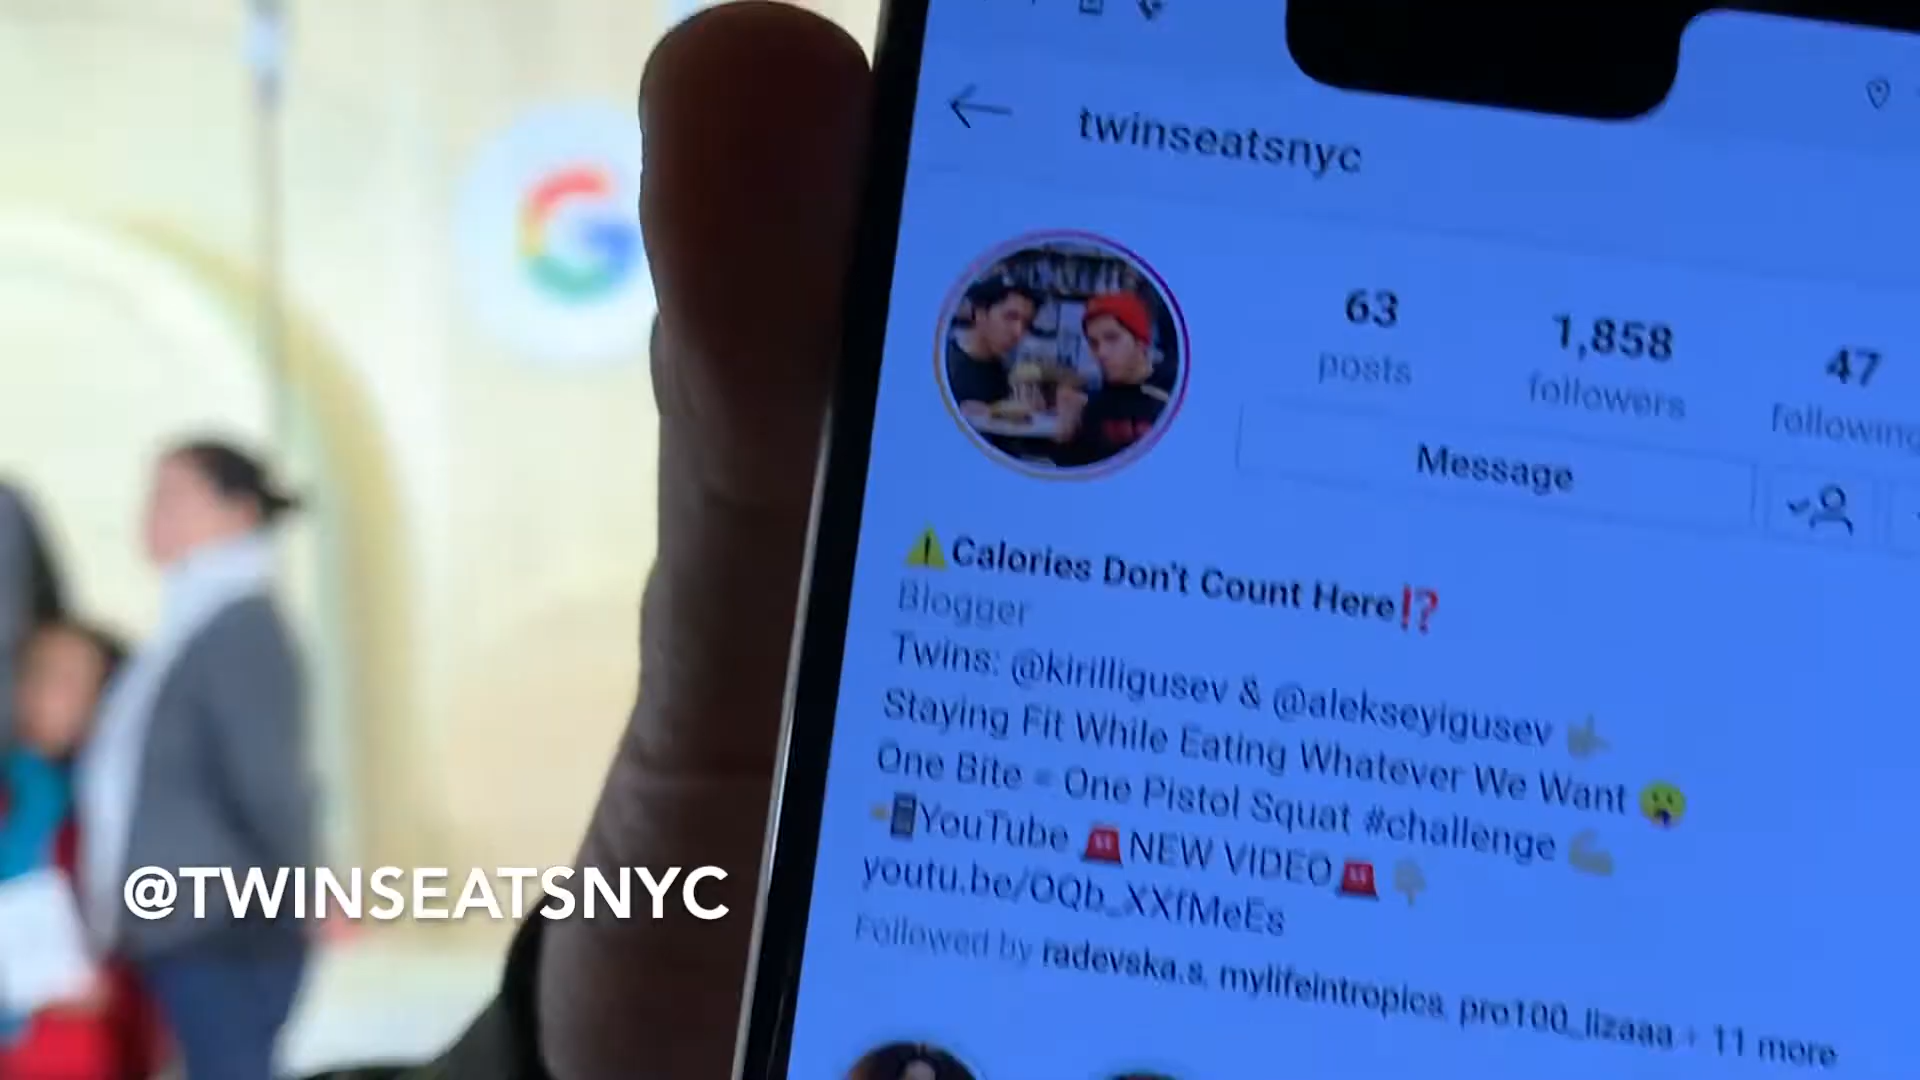 twinseatsnyc
63
posts
1,858
followers
47
following
Message
⚠️Calories Don't Count Here⁉️
Blogger
Twins: @kirilligusev & @alekseyigusev
Staying Fit While Eating Whatever We Want
One Bite = One Pistol Squat #challenge
YouTube 🚨NEW VIDEO🚨
youtu.be/OQb_XXfMeEs
Followed by radevska.s, mylifeintropics, pro100_lizaaa + 11 more
@TWINSEATSNYC
G